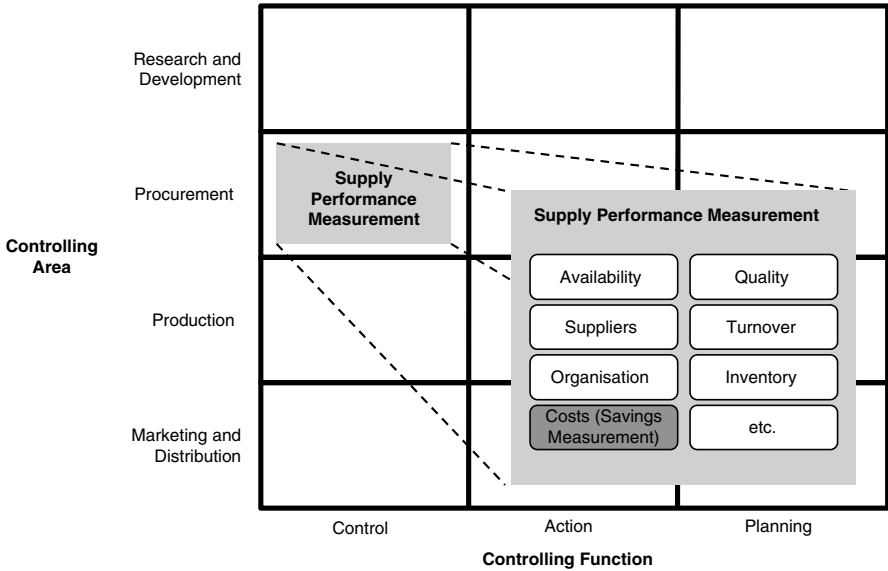 Research and
Development
Procurement
Supply
Performance
Measurement
Supply Performance Measurement
Controlling
Area
Availability
Quality
Production
Suppliers
Turnover
Organisation
Inventory
Marketing and
Distribution
Costs (Savings
Measurement)
etc.
Control
Action
Planning
Controlling Function